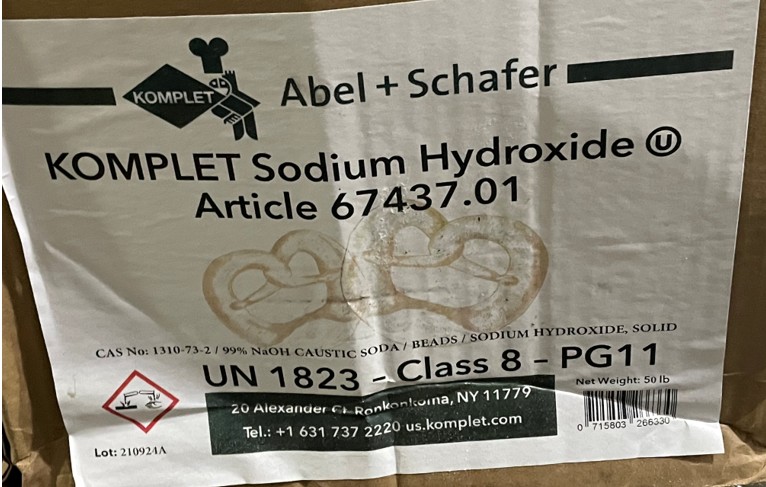 KOMPLET
Abel + Schafer
KOMPLET Sodium Hydroxide Ⓤ
Article 67437.01
CAS No: 1310-73-2 / 99% NaOH CAUSTIC SODA / BEADS / SODIUM HYDROXIDE, SOLID
UN 1823 - Class 8 - PG11
Net Weight: 50 lb
20 Alexander Ct Ronkonkoma, NY 11779
Tel.: +1 631 737 2220 us.komplet.com
0 715803 266330
Lot: 210924A